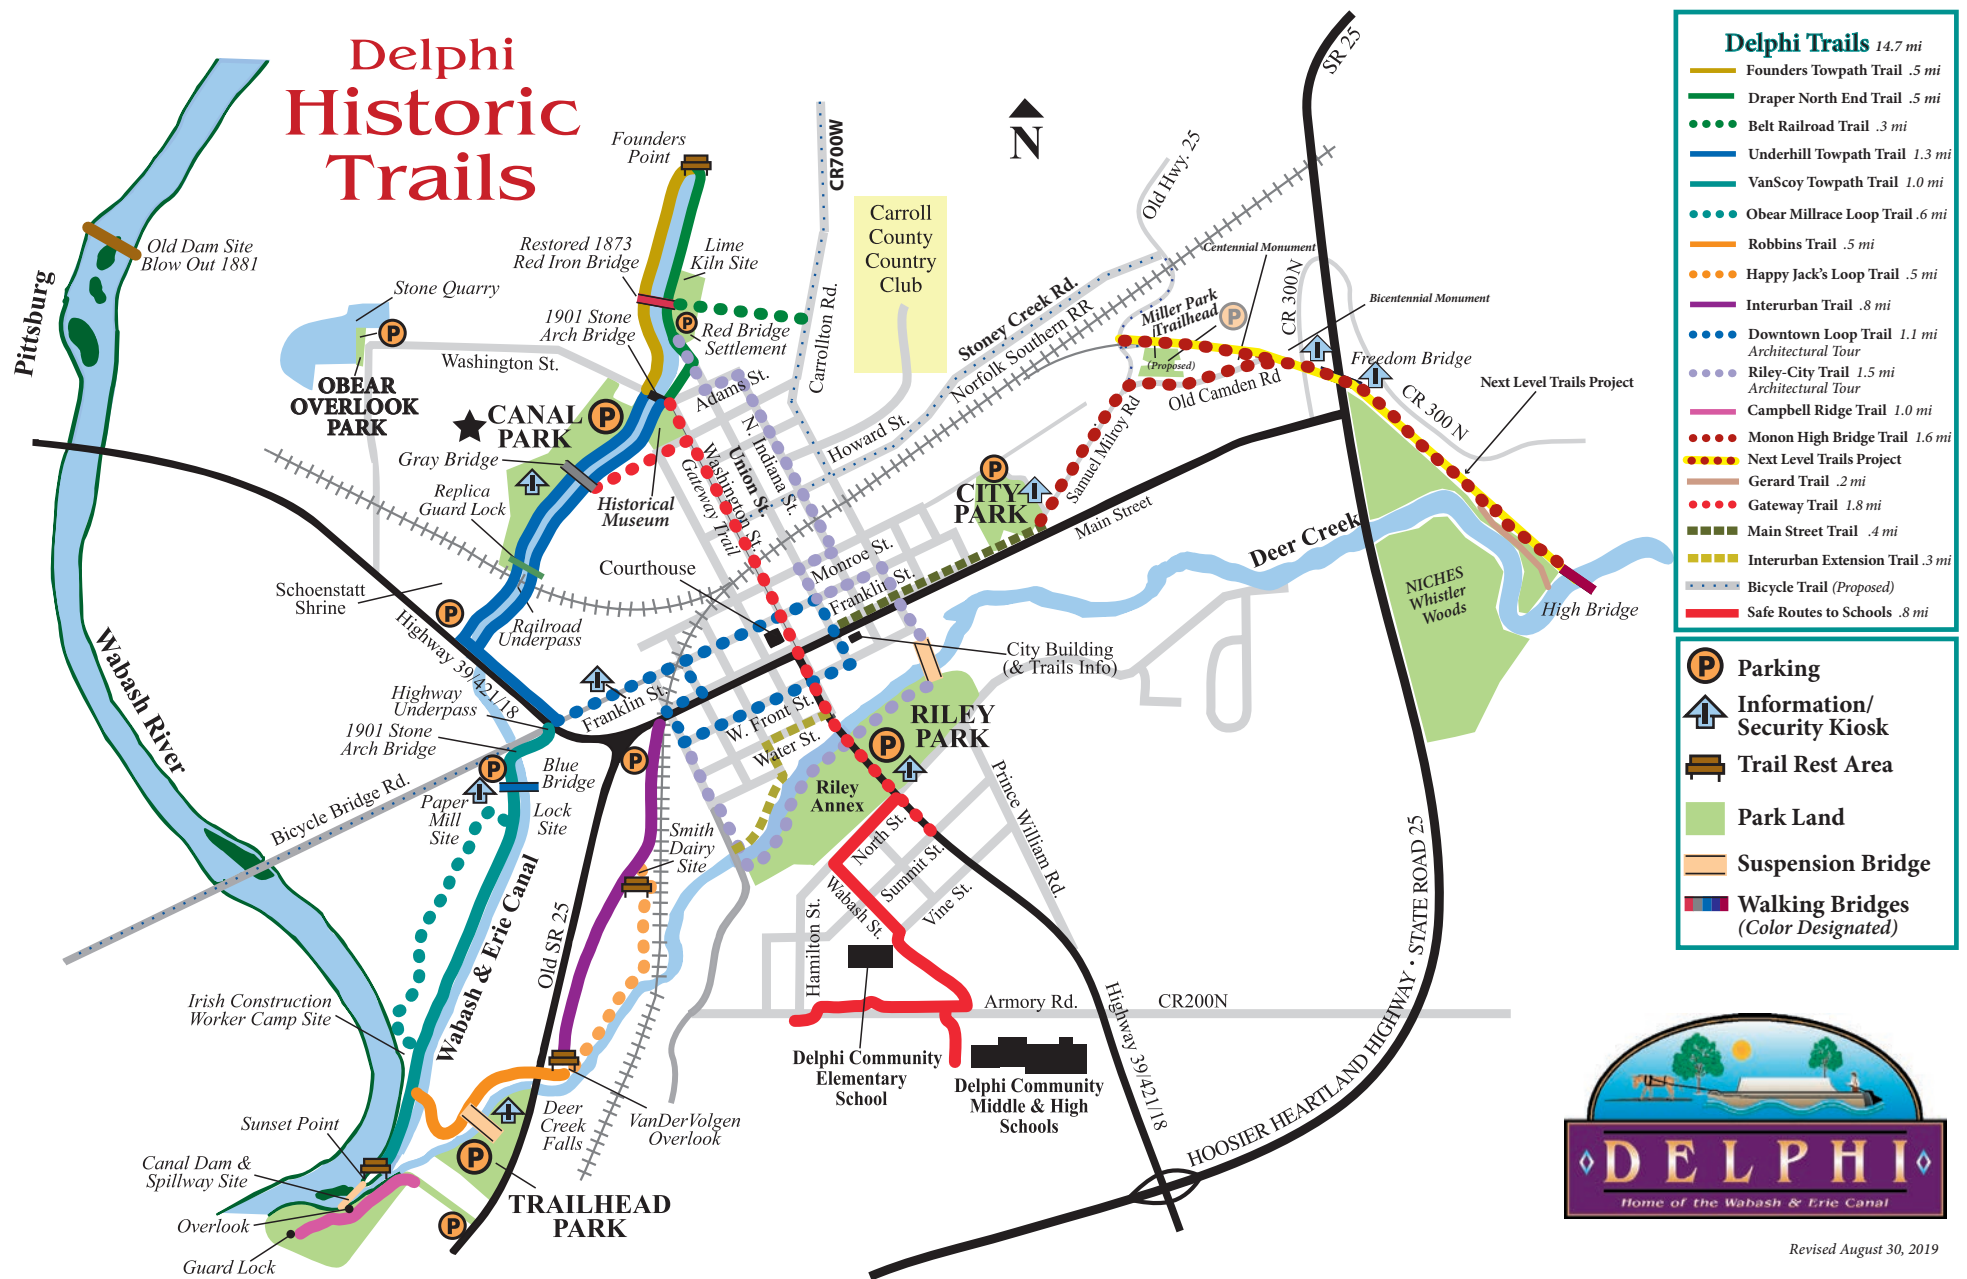 Delphi
Historic
Trails
Founders
Point
Old Dam Site
Blow Out 1881
Pittsburg
Stone Quarry
P
Restored 1873
Red Iron Bridge
Lime
Kiln Site
1901 Stone
Arch Bridge
P
Red Bridge
Settlement
Washington St.
OBEAR
OVERLOOK
PARK
CANAL
PARK
P
Gray Bridge
Replica
Guard Lock
Historical
Museum
Adams St.
N. Indiana St.
Union St.
Washington St.
Gateway Trail
CR700W
Carrollton Rd.
Howard St.
Carroll
County
Country
Club
N
Old Hwy. 25
SR 25
Stoney Creek Rd.
Norfolk Southern RR
Centennial Monument
Miller Park
Trailhead
P
(Proposed)
CR 300N
Bicentennial Monument
Freedom Bridge
Old Camden Rd
CR 300 N
Next Level Trails Project
Samuel Milroy Rd
P
CITY
PARK
Main Street
Deer Creek
NICHES
Whistler
Woods
High Bridge
Monroe St.
Franklin St.
Courthouse
Schoenstatt
Shrine
P
Railroad
Underpass
Highway 39/421/18
Highway
Underpass
1901 Stone
Arch Bridge
Franklin St.
W. Front St.
Water St.
City Building
(& Trails Info)
RILEY
PARK
P
Riley
Annex
Wabash River
Bicycle Bridge Rd.
P
Blue
Bridge
Paper
Mill
Site
Lock
Site
P
Smith
Dairy
Site
Wabash & Erie Canal
Old SR 25
North St.
Summit St.
Vine St.
Wabash St.
Hamilton St.
Prince William Rd.
Irish Construction
Worker Camp Site
Armory Rd.
CR200N
Highway 39/421/18
Delphi Community
Elementary
School
Delphi Community
Middle & High
Schools
HOOSIER HEARTLAND HIGHWAY • STATE ROAD 25
Sunset Point
Canal Dam &
Spillway Site
Overlook
Guard Lock
Deer
Creek
Falls
VanDerVolgen
Overlook
P
TRAILHEAD
PARK
P
Delphi Trails 14.7 mi
Founders Towpath Trail .5 mi
Draper North End Trail .5 mi
Belt Railroad Trail .3 mi
Underhill Towpath Trail 1.3 mi
VanScoy Towpath Trail 1.0 mi
Obear Millrace Loop Trail .6 mi
Robbins Trail .5 mi
Happy Jack's Loop Trail .5 mi
Interurban Trail .8 mi
Downtown Loop Trail 1.1 mi
Architectural Tour
Riley-City Trail 1.5 mi
Architectural Tour
Campbell Ridge Trail 1.0 mi
Monon High Bridge Trail 1.6 mi
Next Level Trails Project
Gerard Trail .2 mi
Gateway Trail 1.8 mi
Main Street Trail .4 mi
Interurban Extension Trail .3 mi
Bicycle Trail (Proposed)
Safe Routes to Schools .8 mi
P Parking
Information/
Security Kiosk
Trail Rest Area
Park Land
Suspension Bridge
Walking Bridges
(Color Designated)
DELPHI
Home of the Wabash & Erie Canal
Revised August 30, 2019